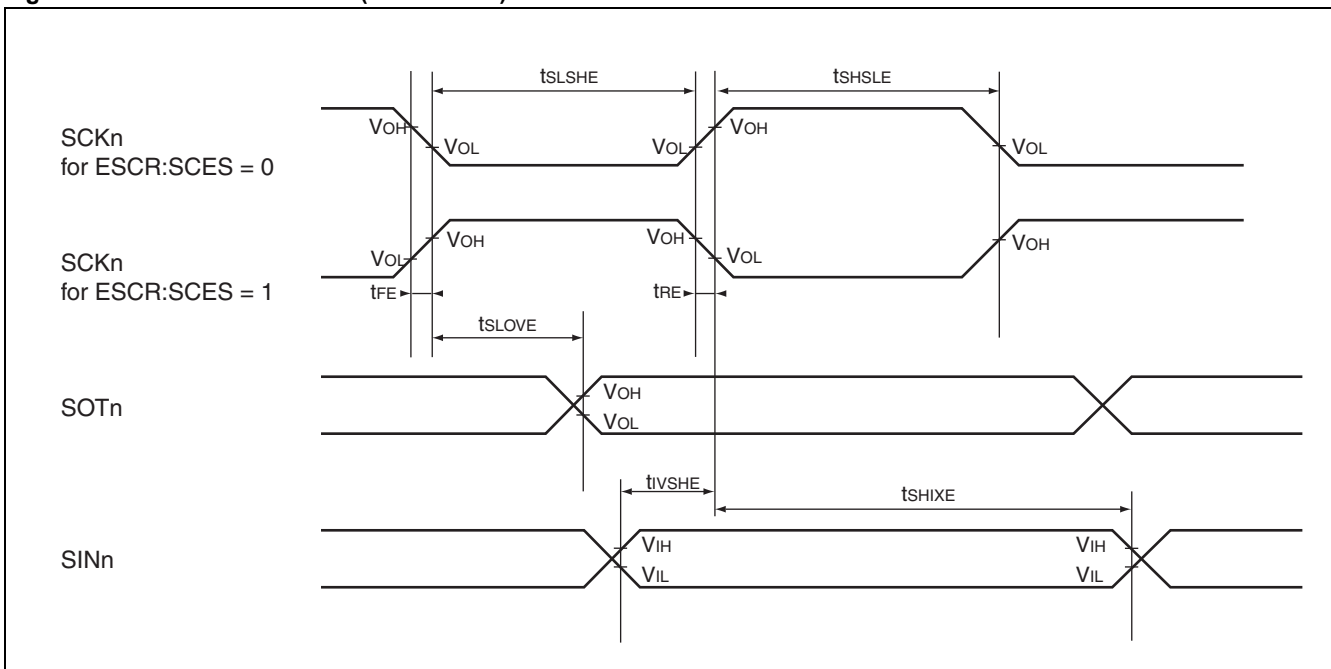 tSLSHE
tSHSLE
SCKn
for ESCR:SCES = 0
VOH
VOL
VOL
VOH
VOL
SCKn
for ESCR:SCES = 1
VOL
VOH
VOH
VOL
VOH
tFE
tRE
tSLOVE
SOTn
VOH
VOL
tIVSHE
tSHIXE
SINn
VIH
VIL
VIH
VIL